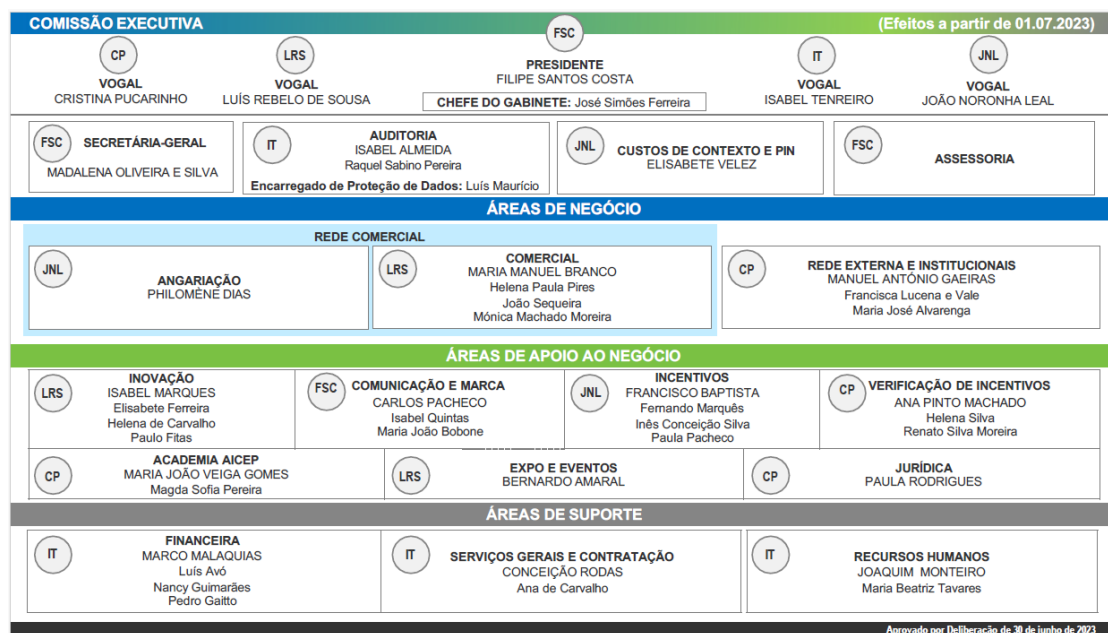 COMISSÃO EXECUTIVA
(Efeitos a partir de 01.07.2023)
CP
VOGAL
CRISTINA PUCARINHO
LRS
VOGAL
LUÍS REBELO DE SOUSA
FSC
PRESIDENTE
FILIPE SANTOS COSTA
CHEFE DO GABINETE: José Simões Ferreira
IT
VOGAL
ISABEL TENREIRO
JNL
VOGAL
JOÃO NORONHA LEAL
FSC
SECRETÁRIA-GERAL
MADALENA OLIVEIRA E SILVA
IT
AUDITORIA
ISABEL ALMEIDA
Raquel Sabino Pereira
Encarregado de Proteção de Dados: Luís Maurício
JNL
CUSTOS DE CONTEXTO E PIN
ELISABETE VELEZ
FSC
ASSESSORIA
ÁREAS DE NEGÓCIO
REDE COMERCIAL
JNL
ANGARIAÇÃO
PHILOMÈNE DIAS
LRS
COMERCIAL
MARIA MANUEL BRANCO
Helena Paula Pires
João Sequeira
Mónica Machado Moreira
CP
REDE EXTERNA E INSTITUCIONAIS
MANUEL ANTÓNIO GAEIRAS
Francisca Lucena e Vale
Maria José Alvarenga
ÁREAS DE APOIO AO NEGÓCIO
LRS
INOVAÇÃO
ISABEL MARQUES
Elisabete Ferreira
Helena de Carvalho
Paulo Fitas
FSC
COMUNICAÇÃO E MARCA
CARLOS PACHECO
Isabel Quintas
Maria João Bobone
JNL
INCENTIVOS
FRANCISCO BAPTISTA
Fernando Marquês
Inês Conceição Silva
Paula Pacheco
CP
VERIFICAÇÃO DE INCENTIVOS
ANA PINTO MACHADO
Helena Silva
Renato Silva Moreira
CP
ACADEMIA AICEP
MARIA JOÃO VEIGA GOMES
Magda Sofia Pereira
LRS
EXPO E EVENTOS
BERNARDO AMARAL
CP
JURÍDICA
PAULA RODRIGUES
ÁREAS DE SUPORTE
IT
FINANCEIRA
MARCO MALAQUIAS
Luís Avó
Nancy Guimarães
Pedro Gaitto
IT
SERVIÇOS GERAIS E CONTRATAÇÃO
CONCEIÇÃO RODAS
Ana de Carvalho
IT
RECURSOS HUMANOS
JOAQUIM MONTEIRO
Maria Beatriz Tavares
Aprovado por Deliberação de 30 de junho de 2023